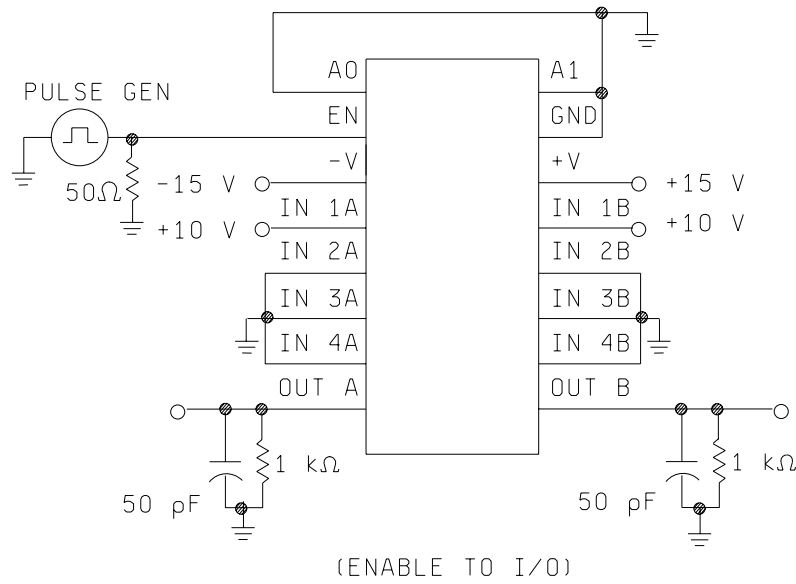 A0 A1
PULSE GEN
EN GND
-V +V
50Ω -15 V +15 V
IN 1A IN 1B
+10 V +10 V
IN 2A IN 2B
IN 3A IN 3B
IN 4A IN 4B
OUT A OUT B
1 kΩ 1 kΩ
50 pF 50 pF
(ENABLE TO I/O)